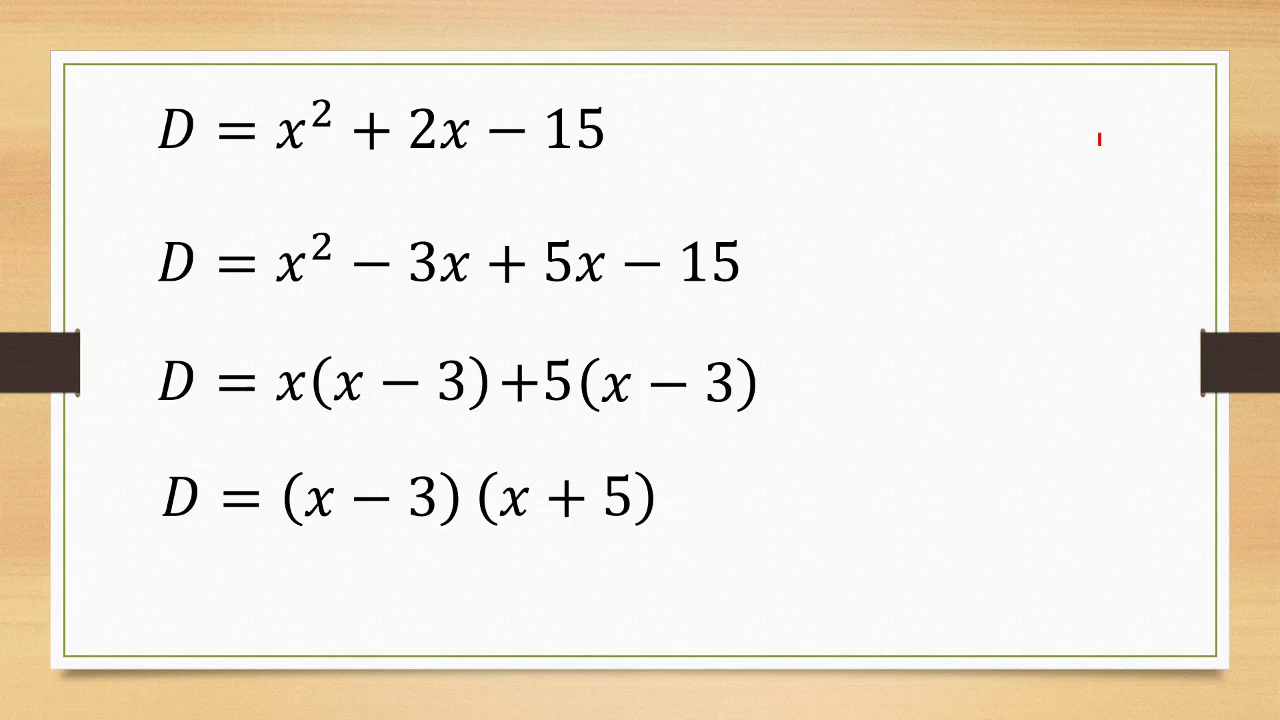 D = x² + 2x − 15
D = x² − 3x + 5x − 15
D = x(x − 3)+5(x − 3)
D = (x − 3) (x + 5)